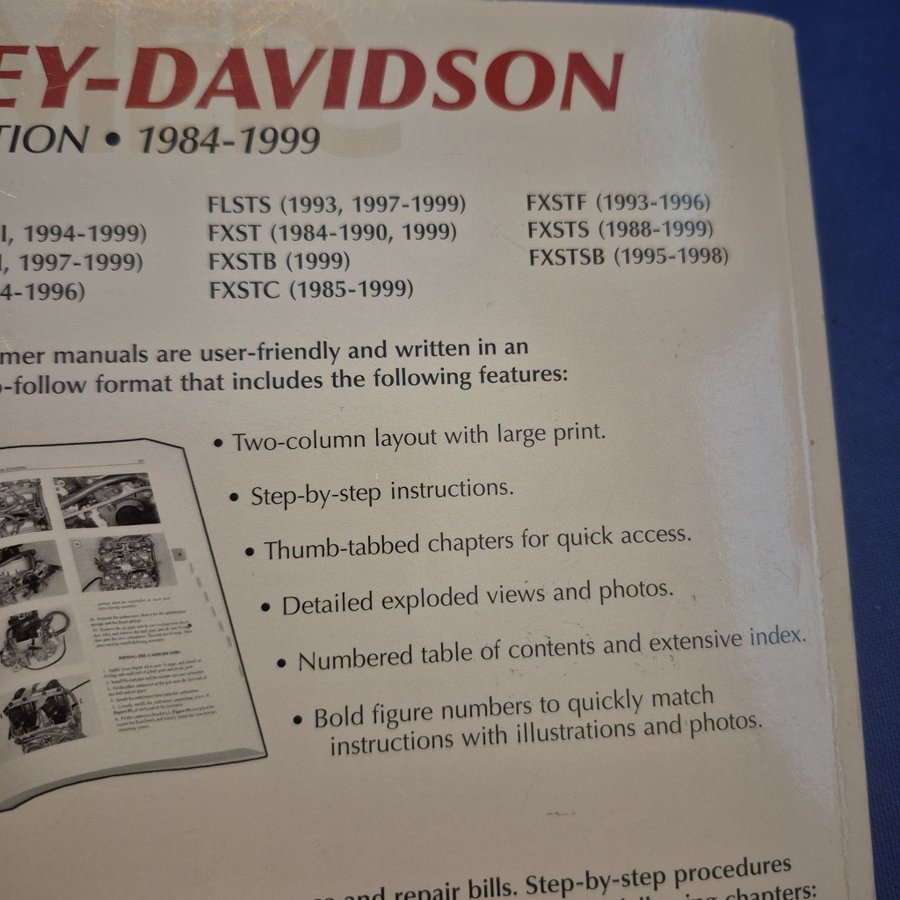 EY-DAVIDSON
TION • 1984-1999
FLSTS (1993, 1997-1999)
I, 1994-1999)
FXST (1984-1990, 1999)
, 1997-1999)
FXSTB (1999)
4-1996)
FXSTC (1985-1999)
FXSTF (1993-1996)
FXSTS (1988-1999)
FXSTSB (1995-1998)
mer manuals are user-friendly and written in an
o-follow format that includes the following features:
• Two-column layout with large print.
• Step-by-step instructions.
• Thumb-tabbed chapters for quick access.
• Detailed exploded views and photos.
• Numbered table of contents and extensive index.
• Bold figure numbers to quickly match
instructions with illustrations and photos.
and repair bills. Step-by-step procedures
chapters: